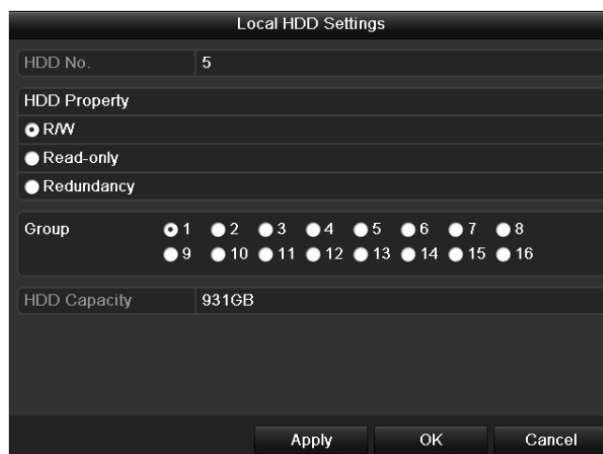 Local HDD Settings
HDD No. 5
HDD Property
R/W
Read-only
Redundancy
Group 1 2 3 4 5 6 7 8
9 10 11 12 13 14 15 16
HDD Capacity 931GB
Apply OK Cancel